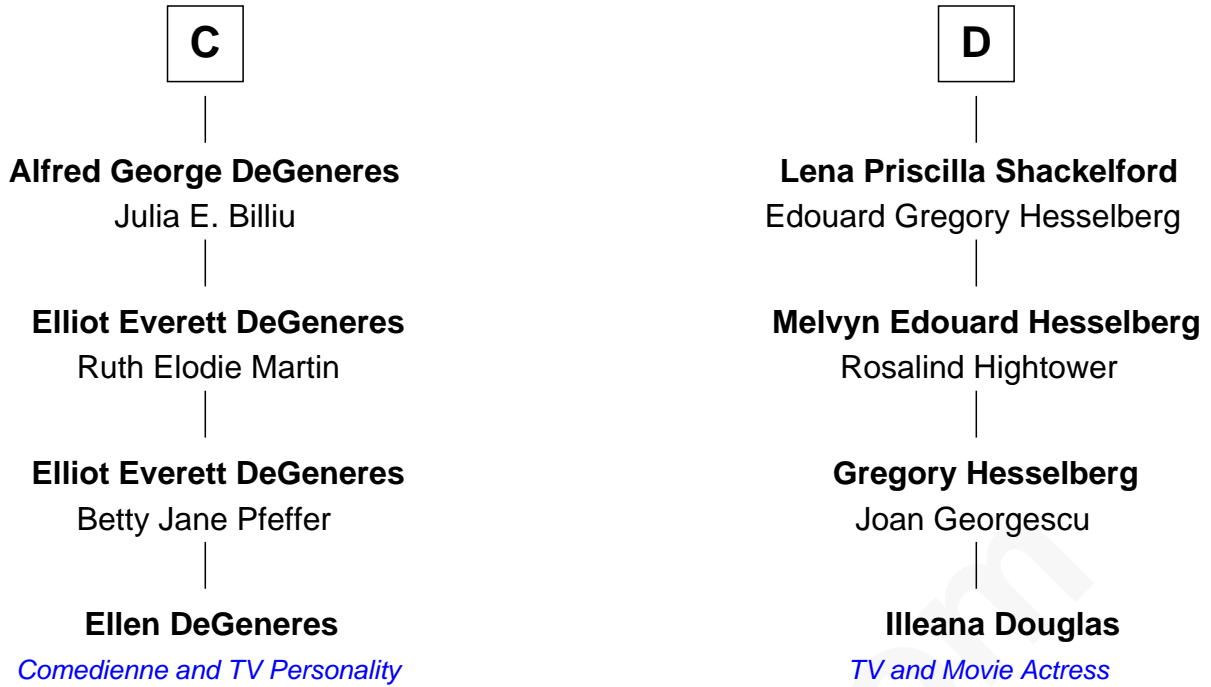 C
Alfred George DeGeneres
Julia E. Billiu
Elliot Everett DeGeneres
Ruth Elodie Martin
Elliot Everett DeGeneres
Betty Jane Pfeffer
Ellen DeGeneres
Comedienne and TV Personality
D
Lena Priscilla Shackelford
Edouard Gregory Hesselberg
Melvyn Edouard Hesselberg
Rosalind Hightower
Gregory Hesselberg
Joan Georgescu
Illeana Douglas
TV and Movie Actress